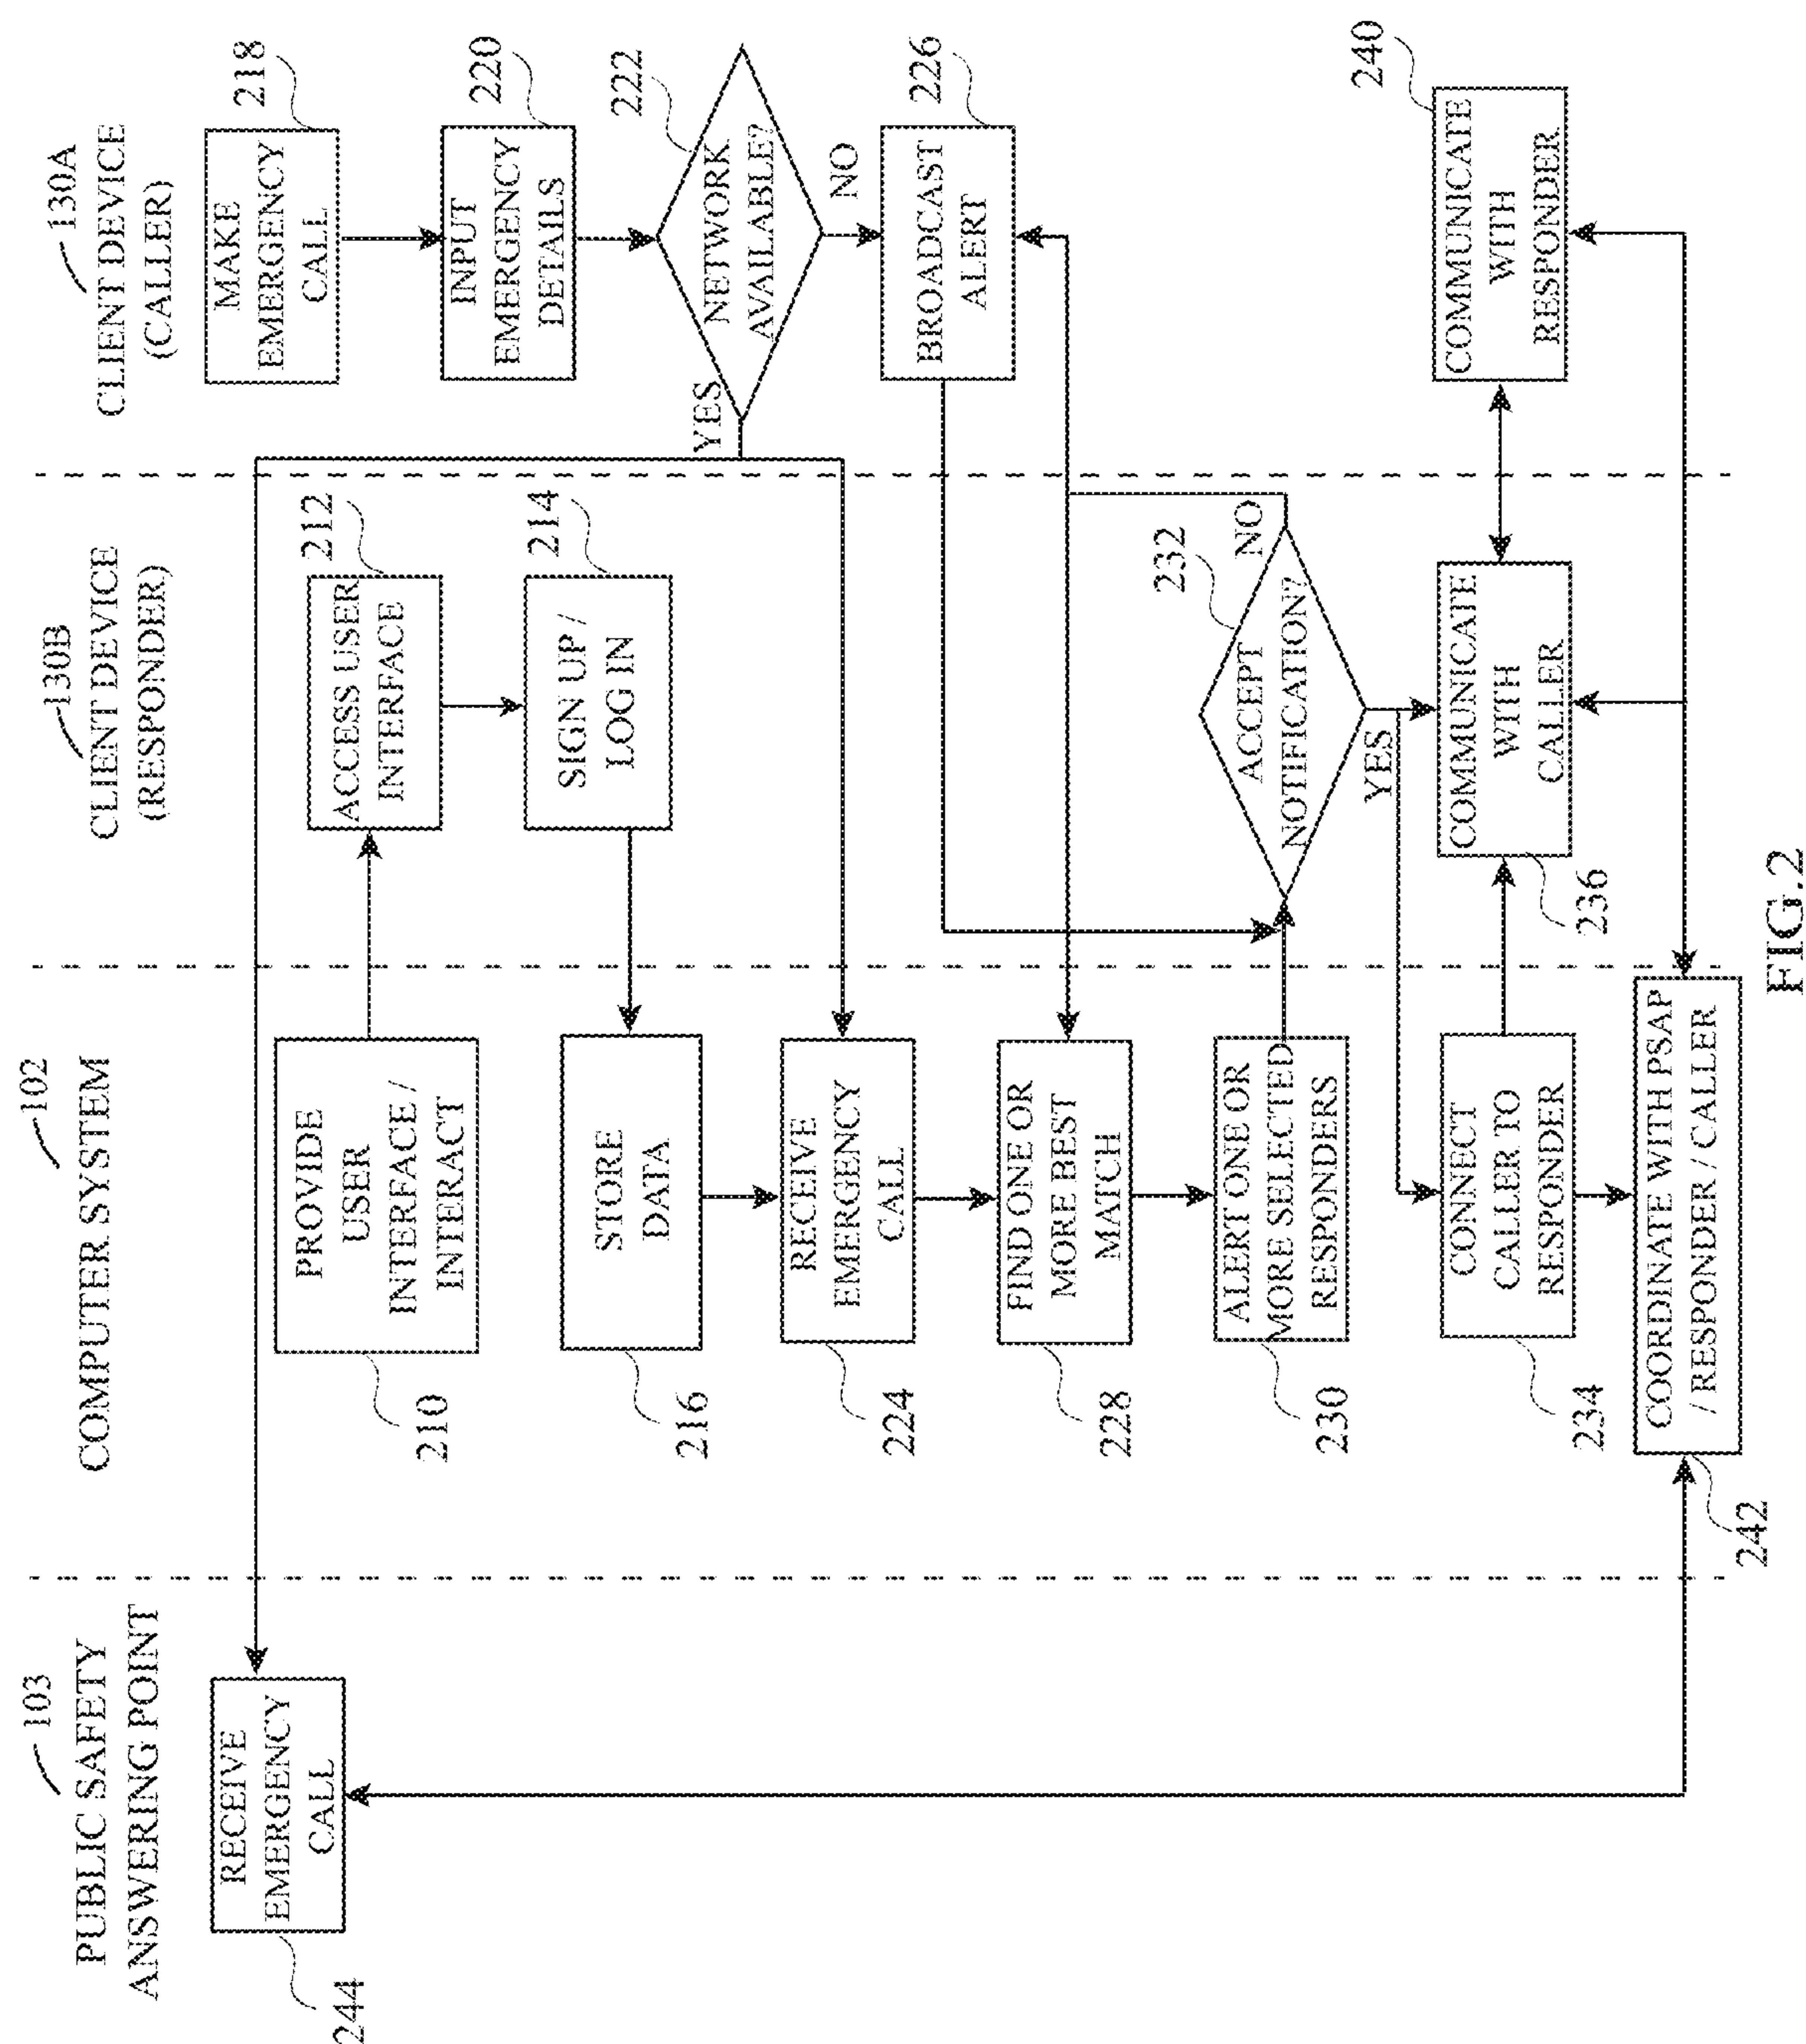 103
PUBLIC SAFETY
ANSWERING POINT
102
COMPUTER SYSTEM
130B
CLIENT DEVICE
(RESPONDER)
130A
CLIENT DEVICE
(CALLER)
RECEIVE
EMERGENCY
CALL
244
PROVIDE
USER
INTERFACE /
INTERACT
210
ACCESS USER
INTERFACE
212
SIGN UP /
LOG IN
214
STORE
DATA
216
MAKE
EMERGENCY
CALL
218
INPUT
EMERGENCY
DETAILS
220
NETWORK
AVAILABLE?
222
YES
NO
RECEIVE
EMERGENCY
CALL
224
BROADCAST
ALERT
226
FIND ONE OR
MORE BEST
MATCH
228
ALERT ONE OR
MORE SELECTED
RESPONDERS
230
ACCEPT
NOTIFICATION?
232
NO
YES
CONNECT
CALLER TO
RESPONDER
234
COMMUNICATE
WITH
CALLER
236
COMMUNICATE
WITH
RESPONDER
240
COORDINATE WITH PSAP
/ RESPONDER / CALLER
242
FIG.2